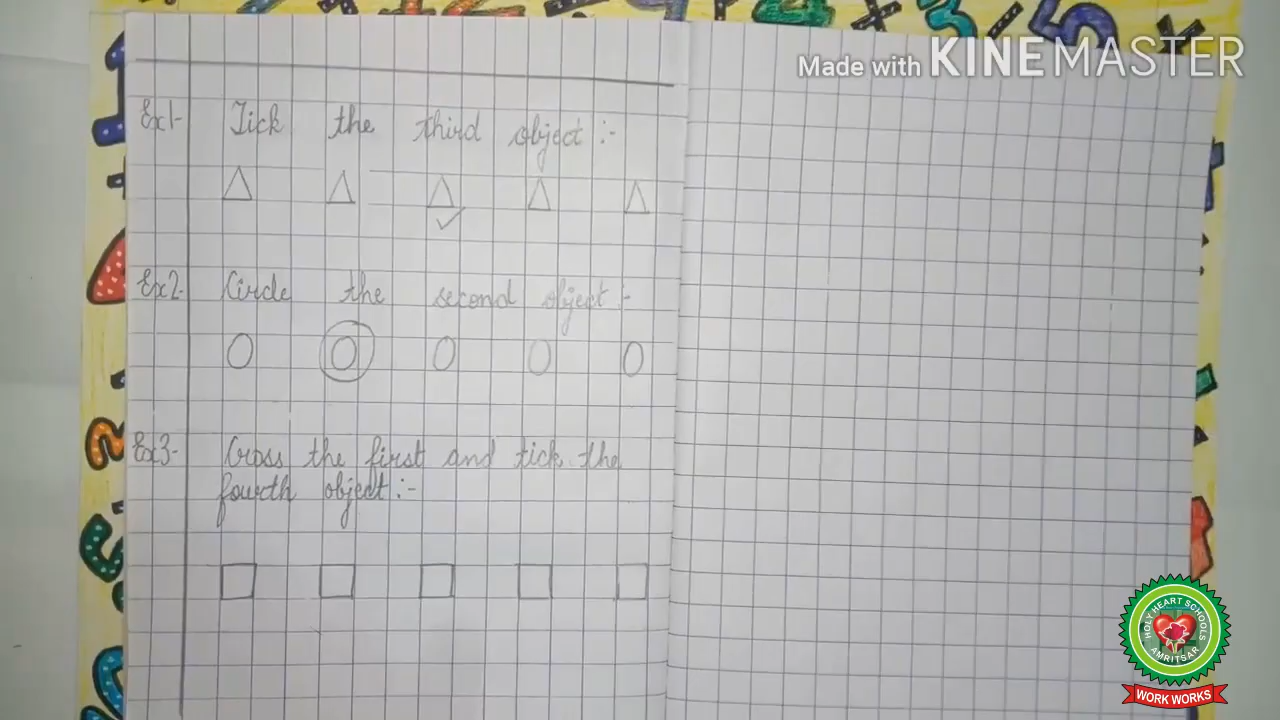 Made with KINEMASTER
Ex1- Tick the third object :-
Ex2- Circle the second object :-
Ex3- Cross the first and tick the
fourth object :-
HOLY HEART SCHOOLS
AMRITSAR
WORK WORKS